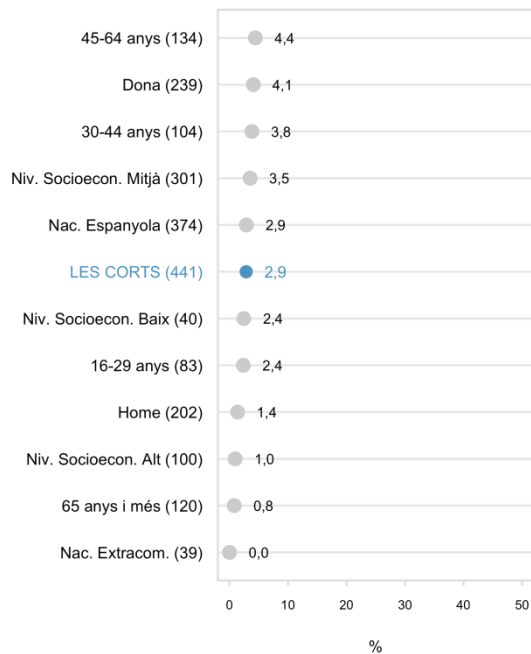 45-64 anys (134) 4,4
Dona (239) 4,1
30-44 anys (104) 3,8
Niv. Socioecon. Mitjà (301) 3,5
Nac. Espanyola (374) 2,9
LES CORTS (441) 2,9
Niv. Socioecon. Baix (40) 2,4
16-29 anys (83) 2,4
Home (202) 1,4
Niv. Socioecon. Alt (100) 1,0
65 anys i més (120) 0,8
Nac. Extracom. (39) 0,0
0 10 20 30 40 50
%